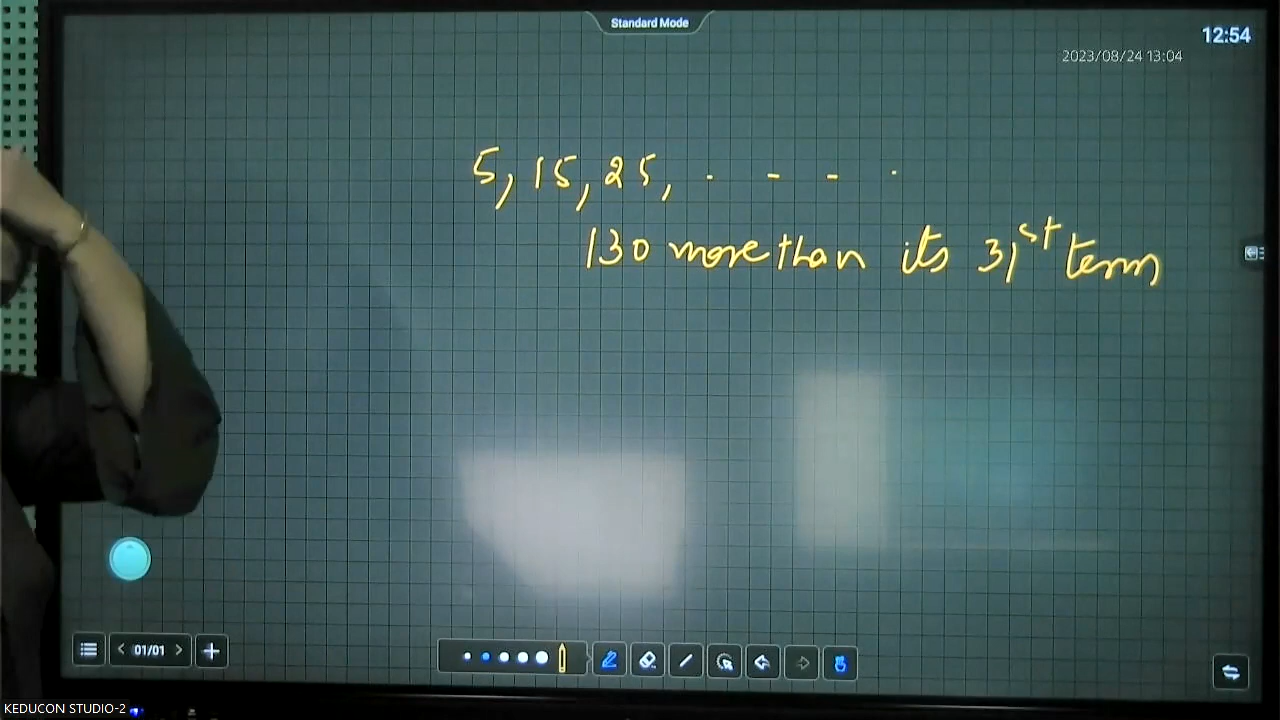 Standard Mode
12:54
2023/08/24 13:04
5, 15, 25, . - - .
130 more than its 31st term
01/01
KEDUCON STUDIO-2